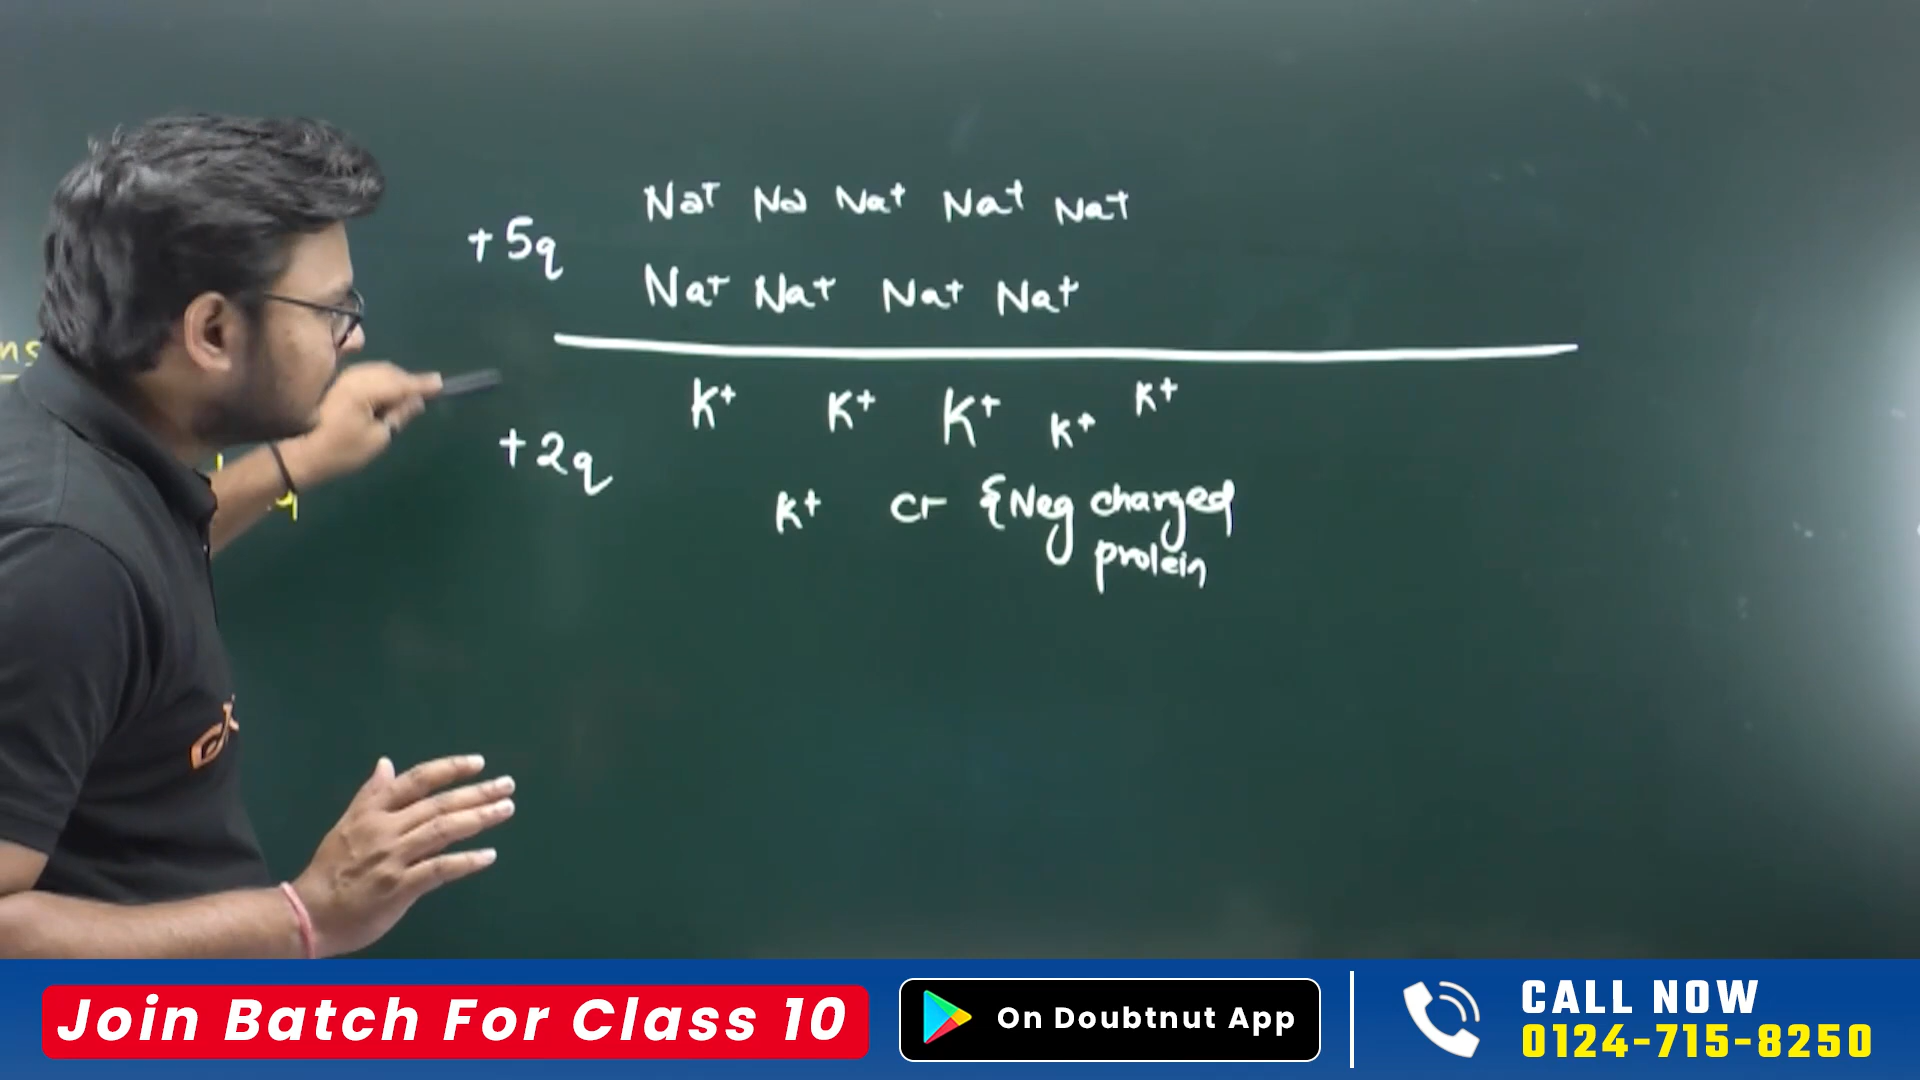 Na⁺ Na Na⁺ Na⁺ Na⁺
+5q
Na⁺ Na⁺ Na⁺ Na⁺
K⁺ K⁺ K⁺ K⁺ K⁺
+2q
K⁺ Cl⁻ {Neg charged
protein
Join Batch For Class 10
On Doubtnut App
CALL NOW
0124-715-8250